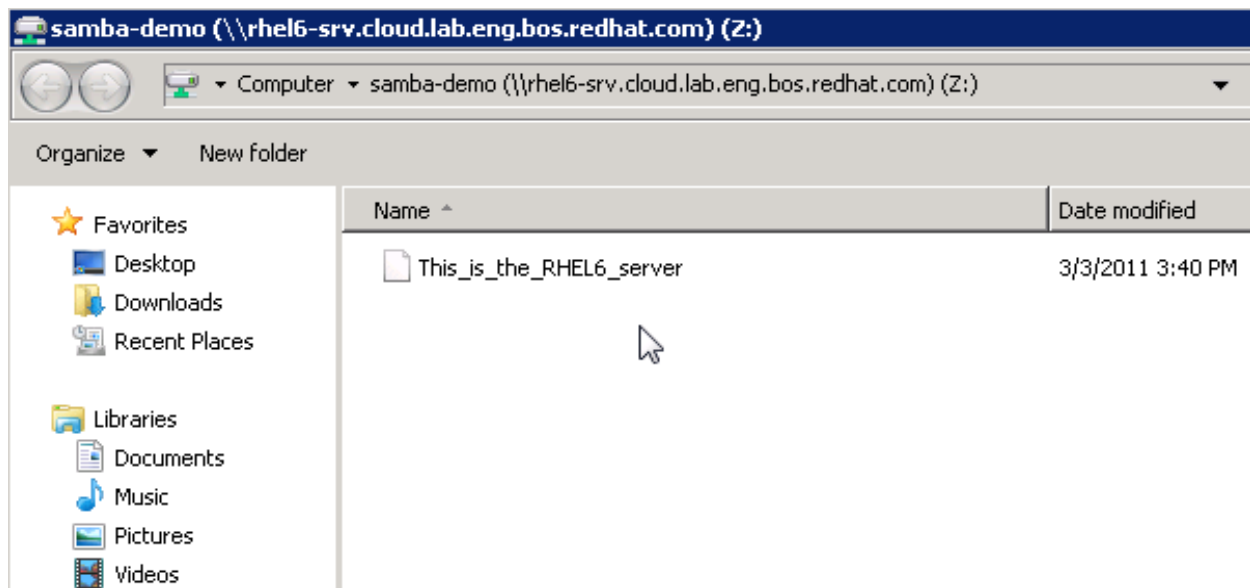 samba-demo (\\rhel6-srv.cloud.lab.eng.bos.redhat.com) (Z:)
Computer samba-demo (\\rhel6-srv.cloud.lab.eng.bos.redhat.com) (Z:)
Organize New folder
Name Date modified
Favorites
Desktop
Downloads
Recent Places
Libraries
Documents
Music
Pictures
Videos
This_is_the_RHEL6_server 3/3/2011 3:40 PM